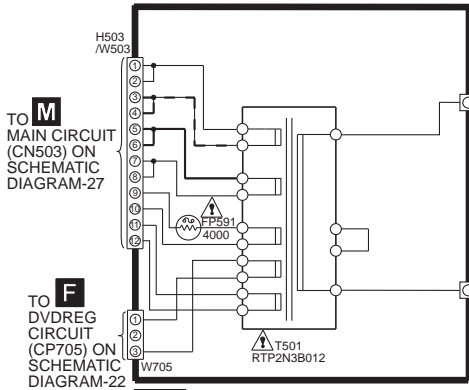 H503
/W503
1
2
3
4
5
6
7
8
9
10
11
12
TO M
MAIN CIRCUIT
(CN503) ON
SCHEMATIC
DIAGRAM-27
FP591
4000
TO F
DVDREG
CIRCUIT
(CP705) ON
SCHEMATIC
DIAGRAM-22
1
2
3
W705
T501
RTP2N3B012